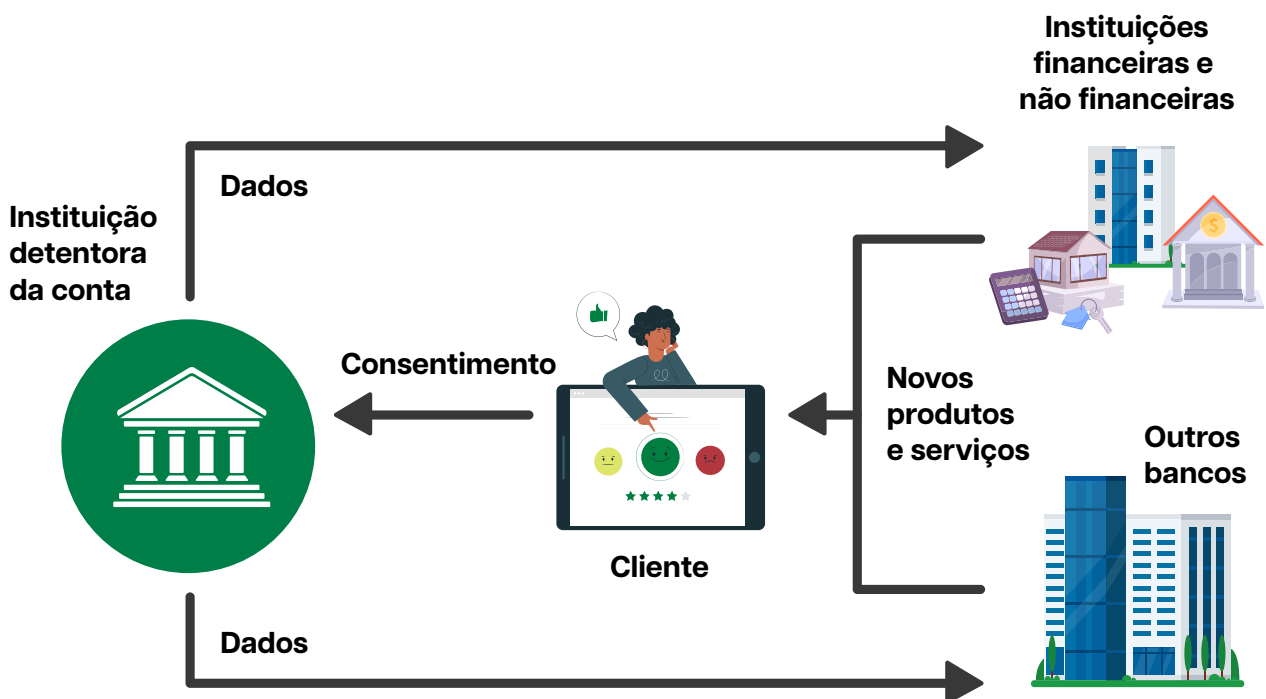 Instituições
financeiras e
não financeiras
Dados
Instituição
detentora
da conta
Consentimento
Novos
produtos
e serviços
Outros
bancos
Cliente
Dados